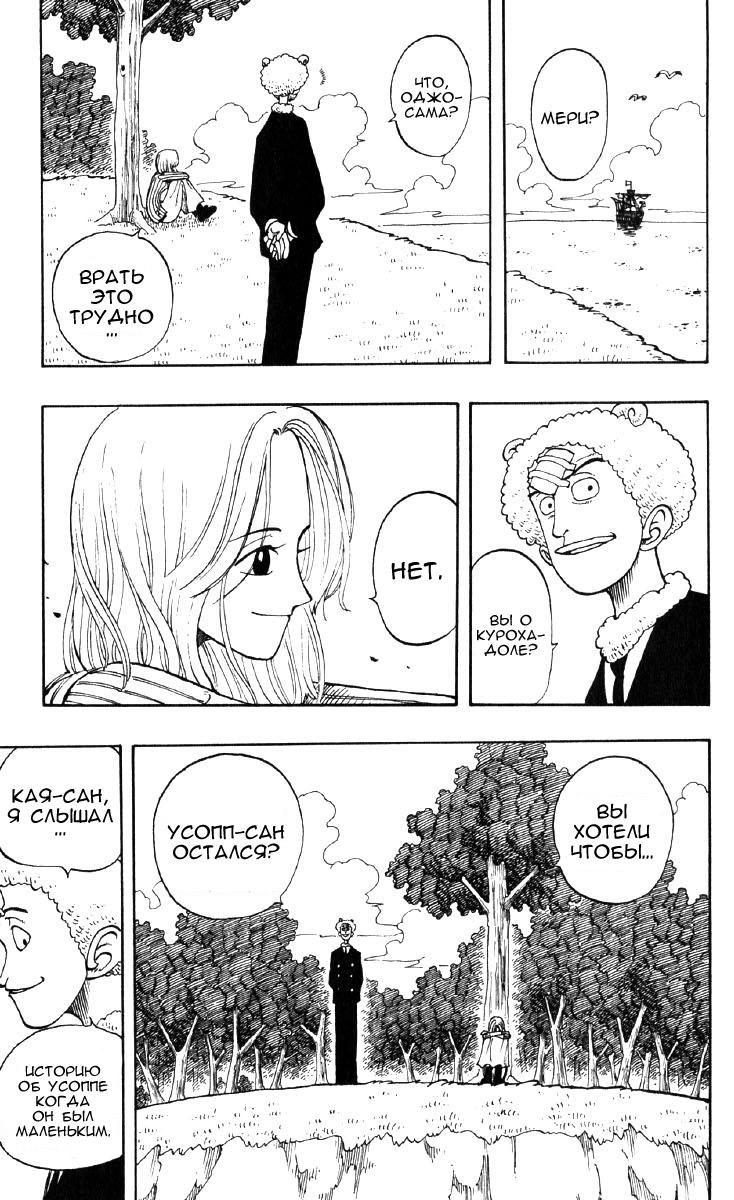 МЕРИ?
ЧТО,
ОДЖО-
САМА?
ВРАТЬ
ЭТО
ТРУДНО
...
ВЫ О
КУРОХА-
ДОЛЕ?
НЕТ.
ВЫ
ХОТЕЛИ
ЧТОБЫ...
УСОПП-САН
ОСТАЛСЯ?
КАЯ-САН,
Я СЛЫШАЛ
...
ИСТОРИЮ
ОБ УСОППЕ
КОГДА
ОН БЫЛ
МАЛЕНЬКИМ.